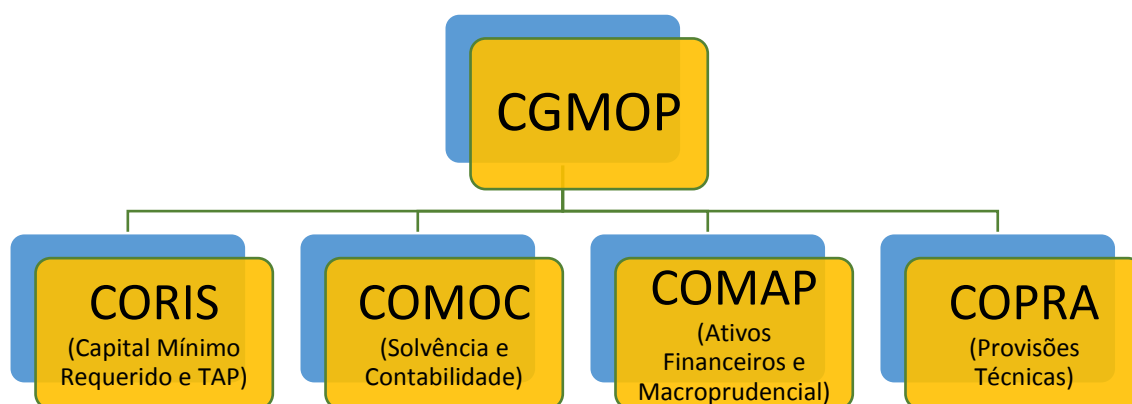 CGMOP
CORIS
(Capital Mínimo
Requerido e TAP)
COMOC
(Solvência e
Contabilidade)
COMAP
(Ativos
Financeiros e
Macroprudencial)
COPRA
(Provisões
Técnicas)